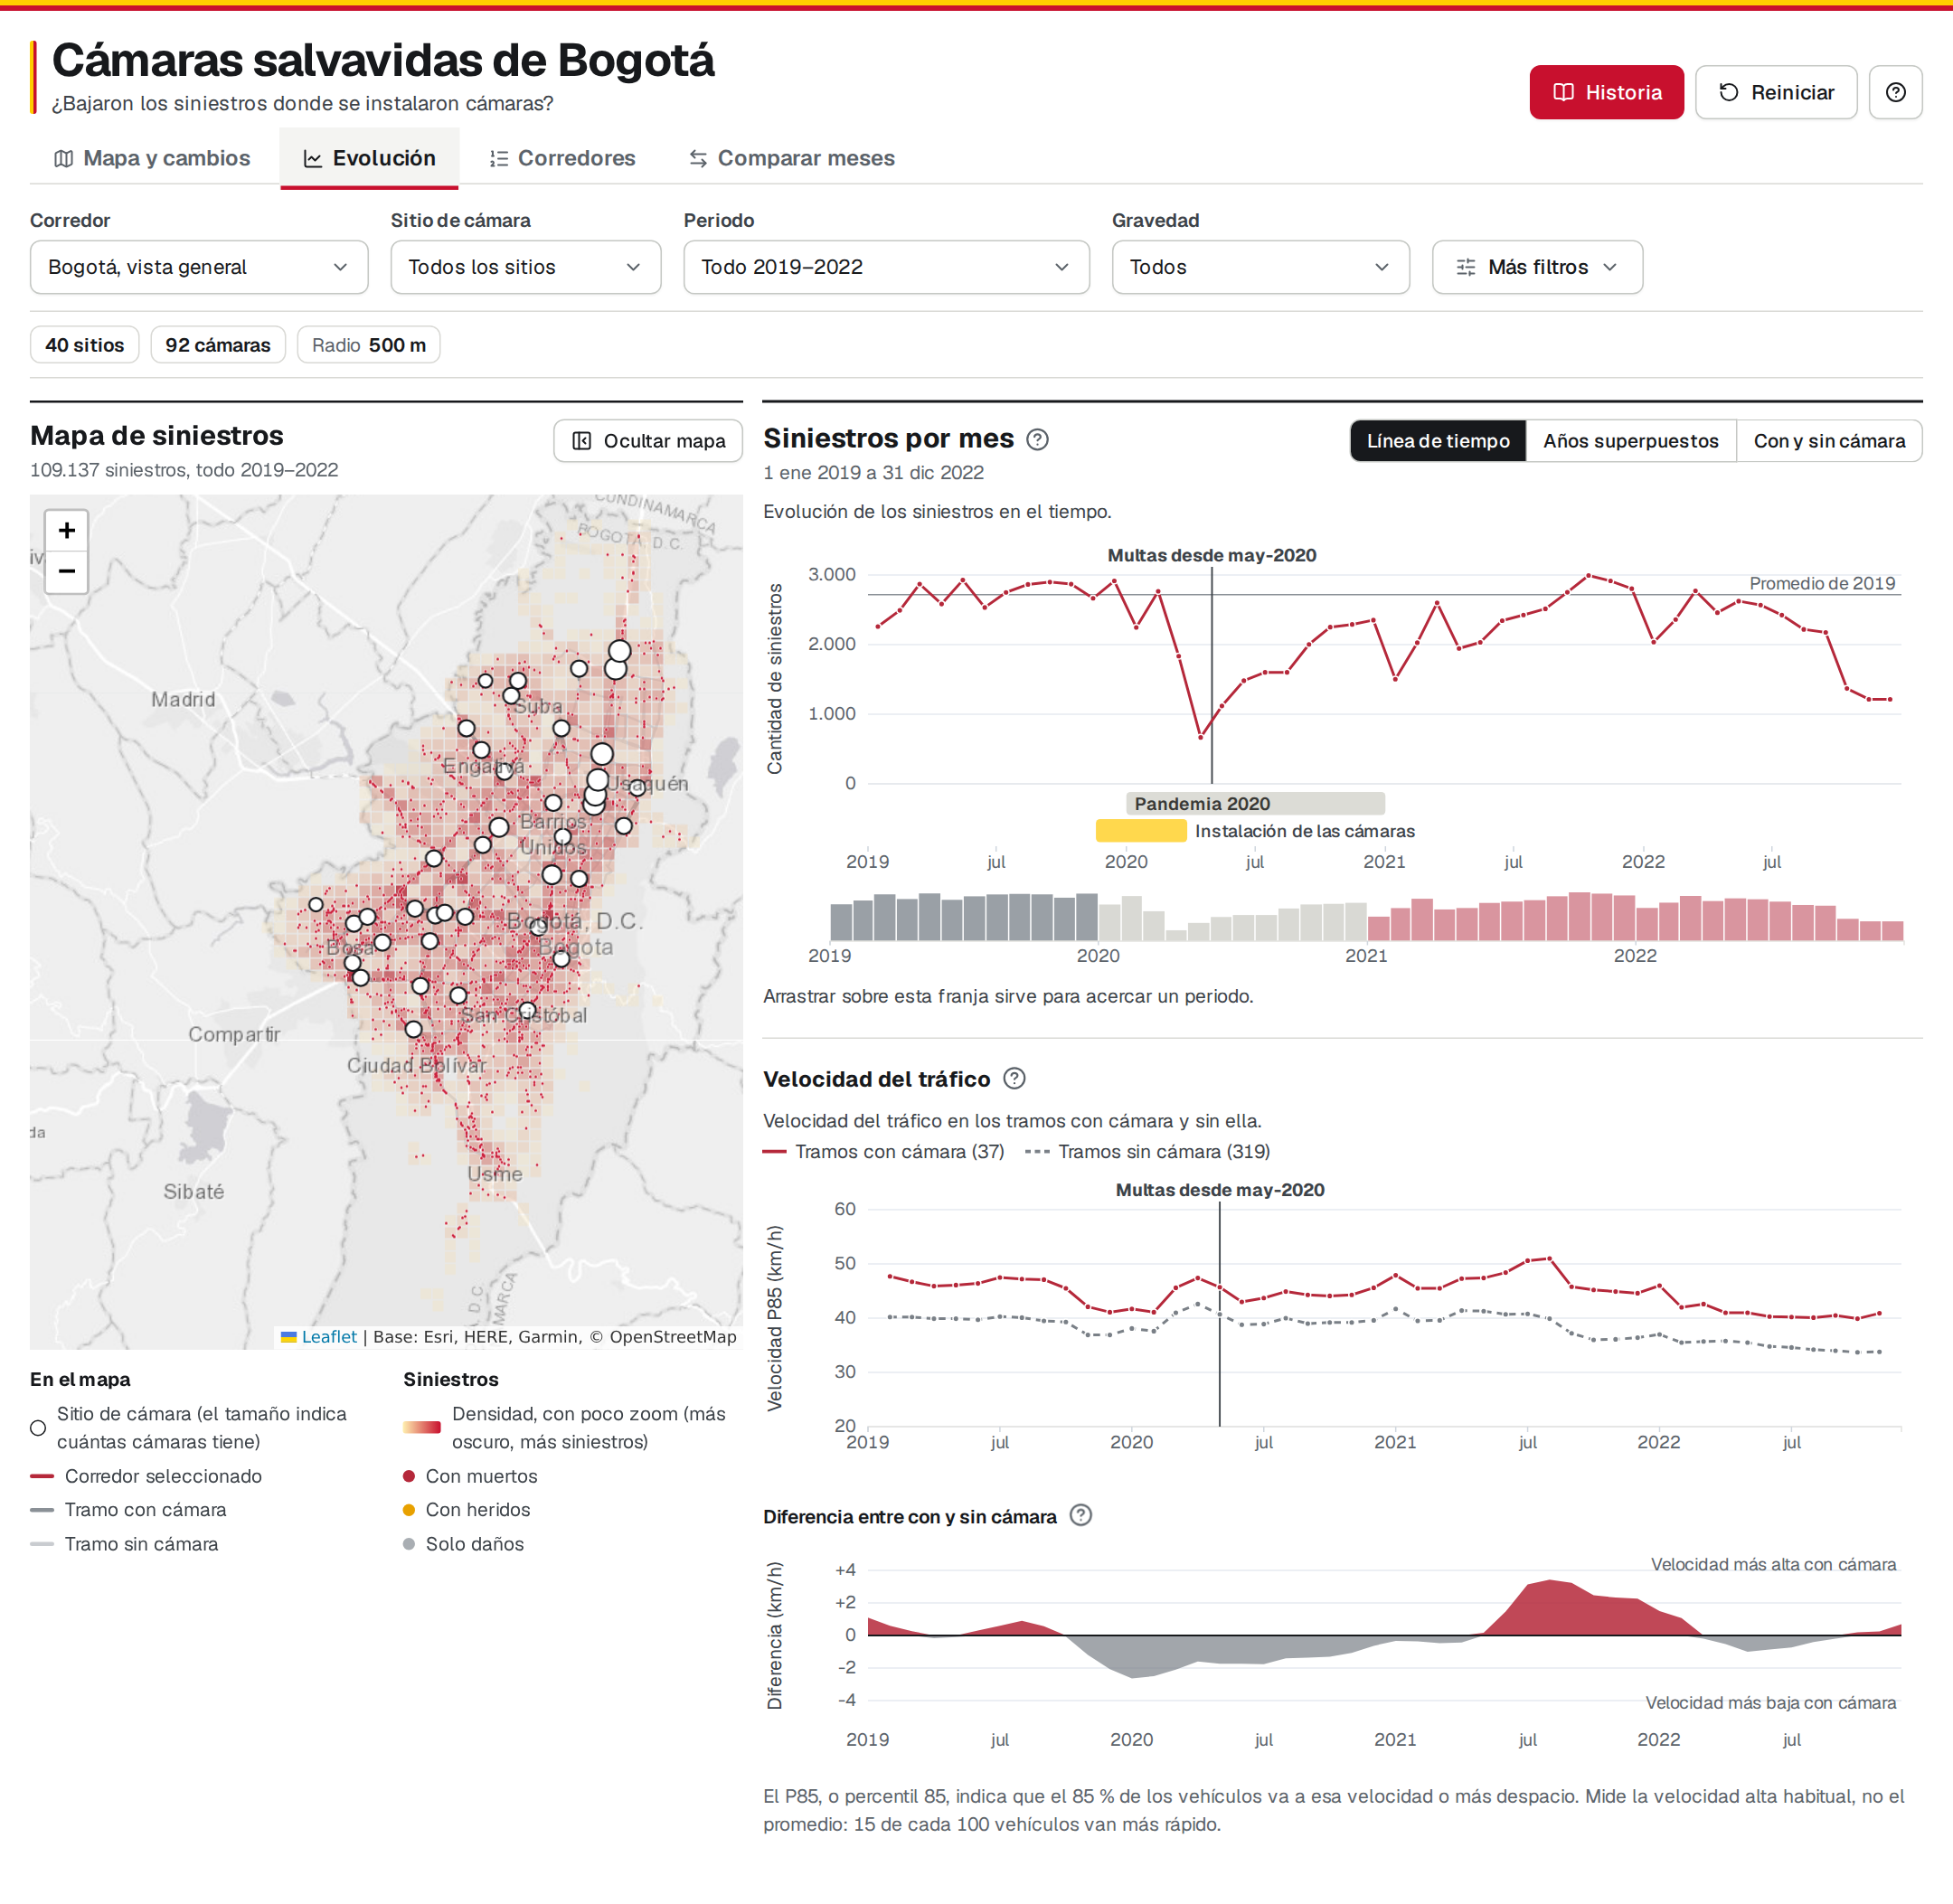 Cámaras salvavidas de Bogotá
¿Bajaron los siniestros donde se instalaron cámaras?
Historia
Reiniciar
Mapa y cambios
Evolución
Corredores
Comparar meses
Corredor
Sitio de cámara
Periodo
Gravedad
Bogotá, vista general
Todos los sitios
Todo 2019–2022
Todos
Más filtros
40 sitios
92 cámaras
Radio 500 m
Mapa de siniestros
Ocultar mapa
109.137 siniestros, todo 2019–2022
+
−
CUNDINAMARCA
BOGOTÁ, D.C.
Madrid
Suba
Engativá
Usaquén
Barrios
Unidos
Bogotá, D.C.
Bogota
Bosa
San Cristóbal
Compartir
Ciudad Bolívar
da
Usme
Sibaté
D.C.
MARCA
Leaflet | Base: Esri, HERE, Garmin, © OpenStreetMap
En el mapa
Sitio de cámara (el tamaño indica
cuántas cámaras tiene)
Corredor seleccionado
Tramo con cámara
Tramo sin cámara
Siniestros
Densidad, con poco zoom (más
oscuro, más siniestros)
Con muertos
Con heridos
Solo daños
Siniestros por mes
Línea de tiempo
Años superpuestos
Con y sin cámara
1 ene 2019 a 31 dic 2022
Evolución de los siniestros en el tiempo.
Multas desde may-2020
Cantidad de siniestros
3.000
2.000
1.000
0
Promedio de 2019
Pandemia 2020
Instalación de las cámaras
2019 jul 2020 jul 2021 jul 2022 jul
2019 2020 2021 2022
Arrastrar sobre esta franja sirve para acercar un periodo.
Velocidad del tráfico
Velocidad del tráfico en los tramos con cámara y sin ella.
Tramos con cámara (37)
Tramos sin cámara (319)
Multas desde may-2020
Velocidad P85 (km/h)
60
50
40
30
20
2019 jul 2020 jul 2021 jul 2022 jul
Diferencia entre con y sin cámara
Diferencia (km/h)
+4
+2
0
-2
-4
Velocidad más alta con cámara
Velocidad más baja con cámara
2019 jul 2020 jul 2021 jul 2022 jul
El P85, o percentil 85, indica que el 85 % de los vehículos va a esa velocidad o más despacio. Mide la velocidad alta habitual, no el
promedio: 15 de cada 100 vehículos van más rápido.